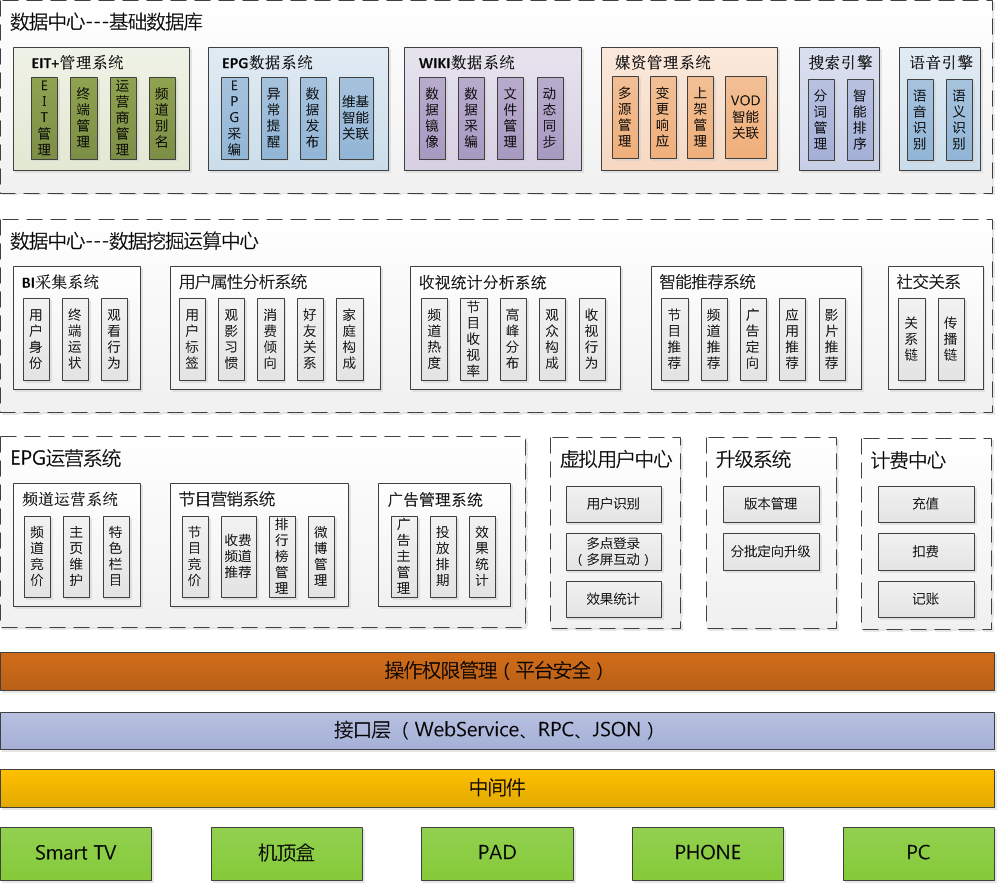 数据中心---基础数据库
EIT+管理系统
EIT管理
终端管理
运营商管理
频道别名
EPG数据系统
EPG采编
异常提醒
数据发布
维基
智能
关联
WIKI数据系统
数据镜像
数据采编
文件管理
动态同步
媒资管理系统
多源管理
变更响应
上架管理
VOD
智能
关联
搜索引擎
分词管理
智能排序
语音引擎
语音识别
语义识别
数据中心---数据挖掘运算中心
BI采集系统
用户身份
终端运状
观看行为
用户属性分析系统
用户标签
观影习惯
消费倾向
好友关系
家庭构成
收视统计分析系统
频道热度
节目收视率
高峰分布
观众构成
收视行为
智能推荐系统
节目推荐
频道推荐
广告定向
应用推荐
影片推荐
社交关系
关系链
传播链
EPG运营系统
频道运营系统
频道竞价
主页维护
特色栏目
节目营销系统
节目竞价
收费
频道
推荐
排行榜管理
微博管理
广告管理系统
广告主管理
投放排期
效果统计
虚拟用户中心
用户识别
多点登录
（多屏互动）
效果统计
升级系统
版本管理
分批定向升级
计费中心
充值
扣费
记账
操作权限管理（平台安全）
接口层（WebService、RPC、JSON）
中间件
Smart TV
机顶盒
PAD
PHONE
PC